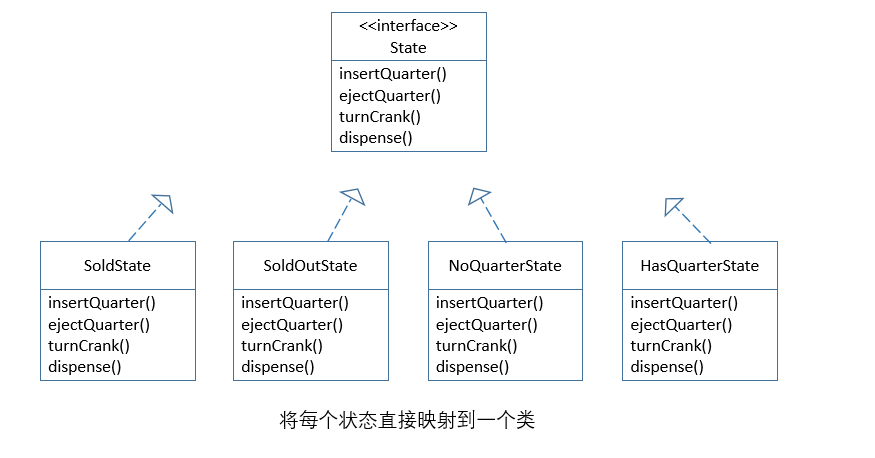 <<interface>>
State
insertQuarter()
ejectQuarter()
turnCrank()
dispense()
SoldState
insertQuarter()
ejectQuarter()
turnCrank()
dispense()
SoldOutState
insertQuarter()
ejectQuarter()
turnCrank()
dispense()
NoQuarterState
insertQuarter()
ejectQuarter()
turnCrank()
dispense()
HasQuarterState
insertQuarter()
ejectQuarter()
turnCrank()
dispense()
将每个状态直接映射到一个类